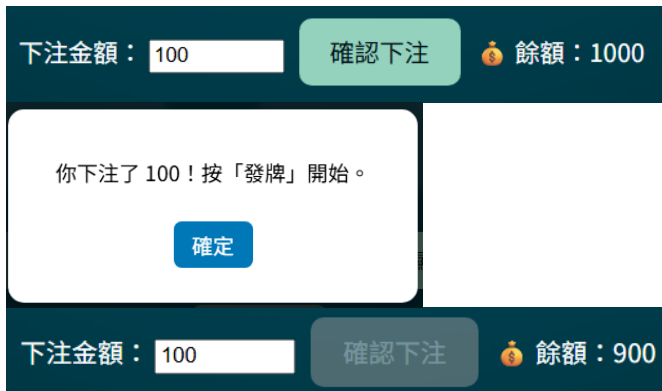 下注金額： 100 確認下注 💰 餘額：1000
你下注了 100！按「發牌」開始。
確定
下注金額： 100 確認下注 💰 餘額：900